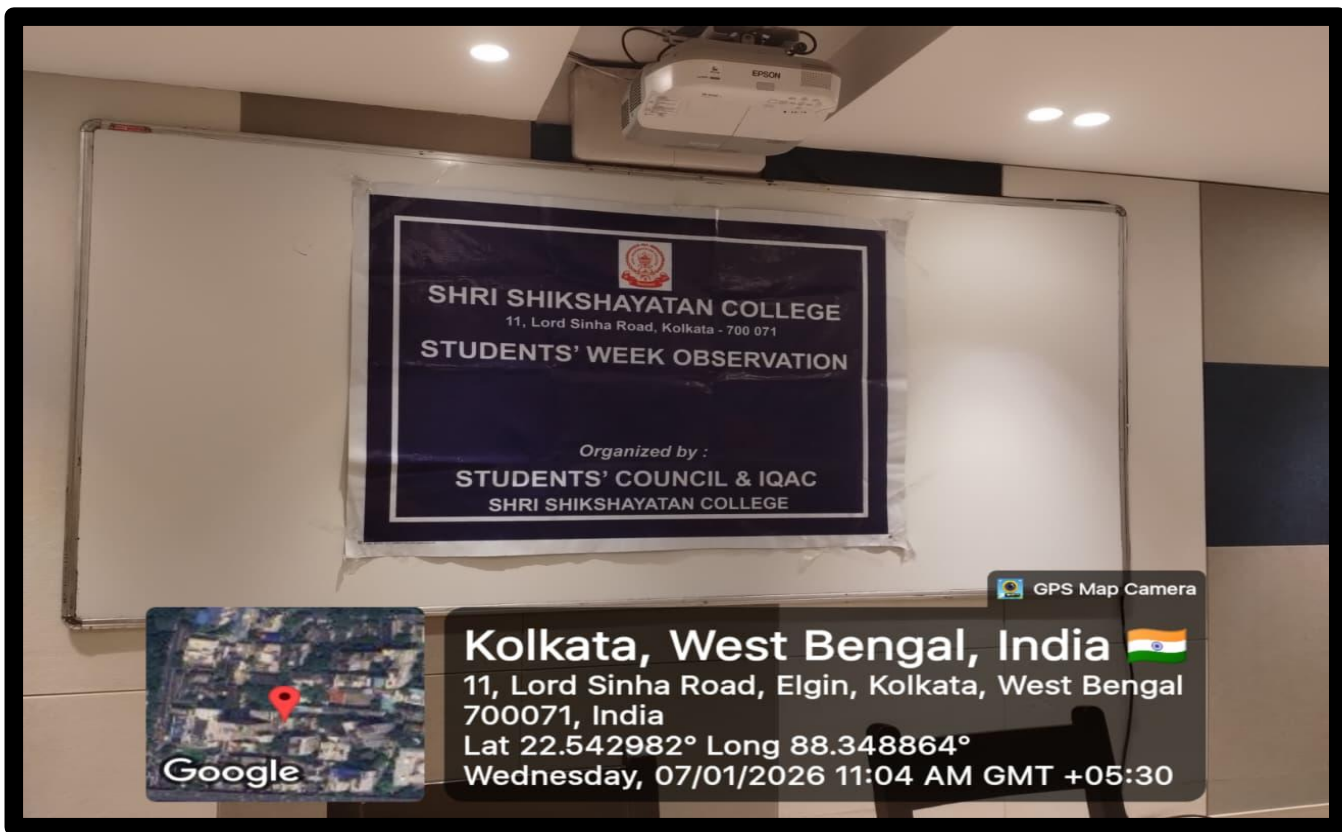 EPSON
SHRI SHIKSHAYATAN COLLEGE
11, Lord Sinha Road, Kolkata - 700 071
STUDENTS' WEEK OBSERVATION
Organized by :
STUDENTS' COUNCIL & IQAC
SHRI SHIKSHAYATAN COLLEGE
GPS Map Camera
Kolkata, West Bengal, India
11, Lord Sinha Road, Elgin, Kolkata, West Bengal
700071, India
Lat 22.542982° Long 88.348864°
Wednesday, 07/01/2026 11:04 AM GMT +05:30
Google